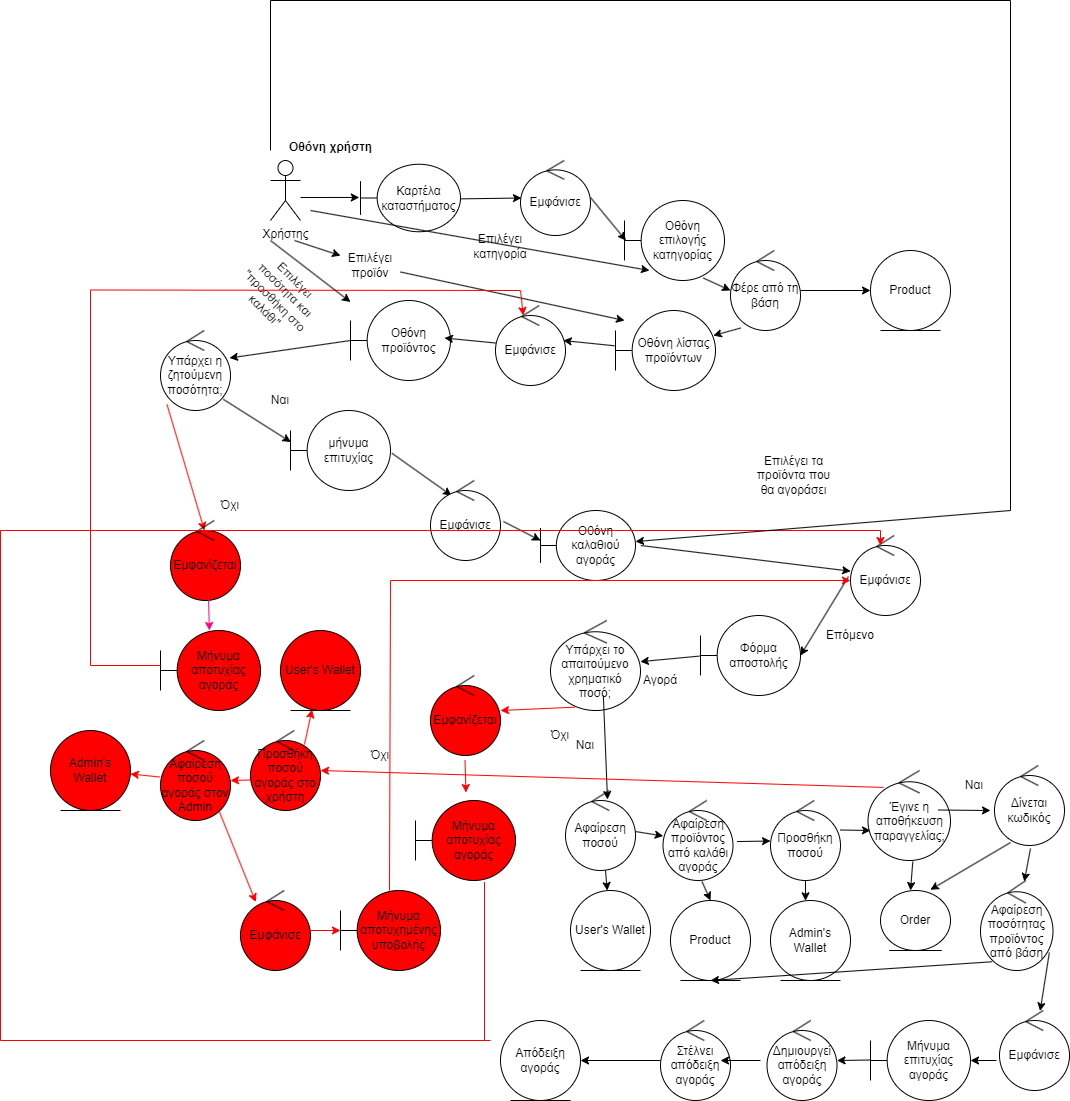 Οθόνη χρήστη
Καρτέλα
καταστήματος
Εμφάνισε
Οθόνη
επιλογής
κατηγορίας
Χρήστης
Επιλέγει
κατηγορία
Επιλέγει
προϊόν
Επιλέγει
ποσότητα και
"προσθήκη στο
καλάθι"
Φέρε από τη
βάση
Product
Οθόνη
προϊόντος
Εμφάνισε
Οθόνη λίστας
προϊόντων
Υπάρχει η
ζητούμενη
ποσότητα;
Ναι
μήνυμα
επιτυχίας
Επιλέγει τα
προϊόντα που
θα αγοράσει
Όχι
Εμφάνισε
Οθόνη
καλαθιού
αγοράς
Εμφανίζεται
Εμφάνισε
Επόμενο
Μήνυμα
αποτυχίας
αγοράς
User's Wallet
Υπάρχει το
απαιτούμενο
χρηματικό
ποσό;
Αγορά
Φόρμα
αποστολής
Εμφανίζεται
Όχι
Ναι
Όχι
Admin's
Wallet
Αφαίρεση
ποσού
αγοράς στον
Admin
Προσθήκη
ποσού
αγοράς στο
χρήστη
Μήνυμα
αποτυχίας
αγοράς
Αφαίρεση
ποσού
Αφαίρεση
προϊόντος
από καλάθι
αγοράς
Προσθήκη
ποσού
Έγινε η
αποθήκευση
παραγγελίας;
Ναι
Δίνεται
κωδικός
Εμφάνισε
Μήνυμα
αποτυχημένης
υποβολής
User's Wallet
Product
Admin's
Wallet
Order
Αφαίρεση
ποσότητας
προϊόντος
από βάση
Απόδειξη
αγοράς
Στέλνει
απόδειξη
αγοράς
Δημιουργεί
απόδειξη
αγοράς
Μήνυμα
επιτυχίας
αγοράς
Εμφάνισε